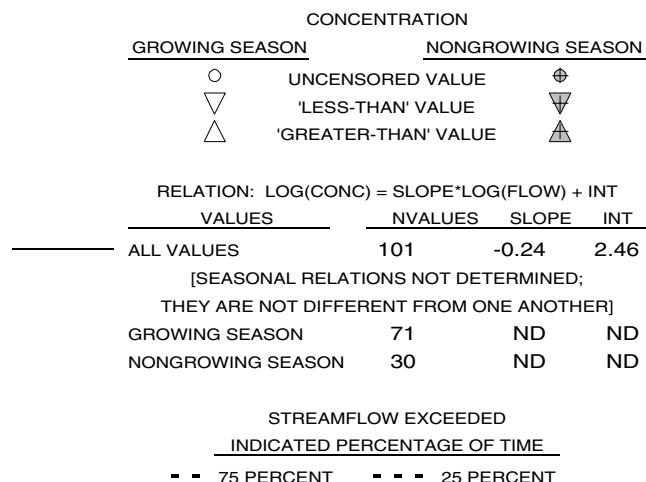 CONCENTRATION
GROWING SEASON NONGROWING SEASON
UNCENSORED VALUE
'LESS-THAN' VALUE
'GREATER-THAN' VALUE
RELATION: LOG(CONC) = SLOPE*LOG(FLOW) + INT
VALUES NVALUES SLOPE INT
ALL VALUES 101 -0.24 2.46
[SEASONAL RELATIONS NOT DETERMINED;
THEY ARE NOT DIFFERENT FROM ONE ANOTHER]
GROWING SEASON 71 ND ND
NONGROWING SEASON 30 ND ND
STREAMFLOW EXCEEDED
INDICATED PERCENTAGE OF TIME
75 PERCENT 25 PERCENT